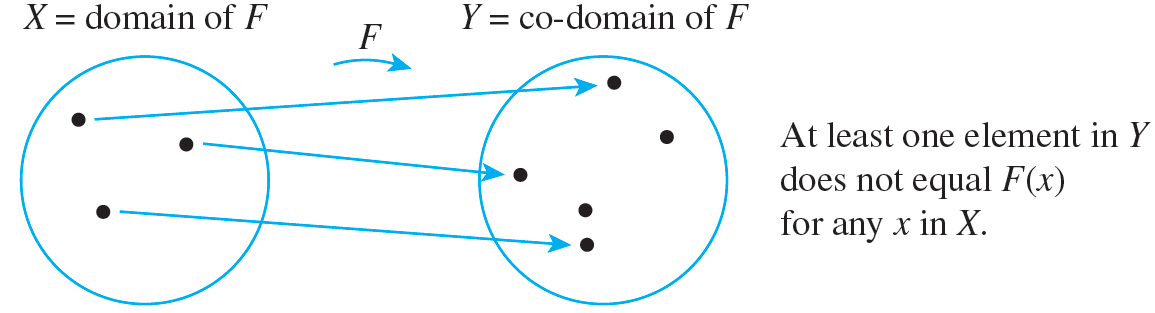 X = domain of F
F
Y = co-domain of F
At least one element in Y
does not equal F(x)
for any x in X.